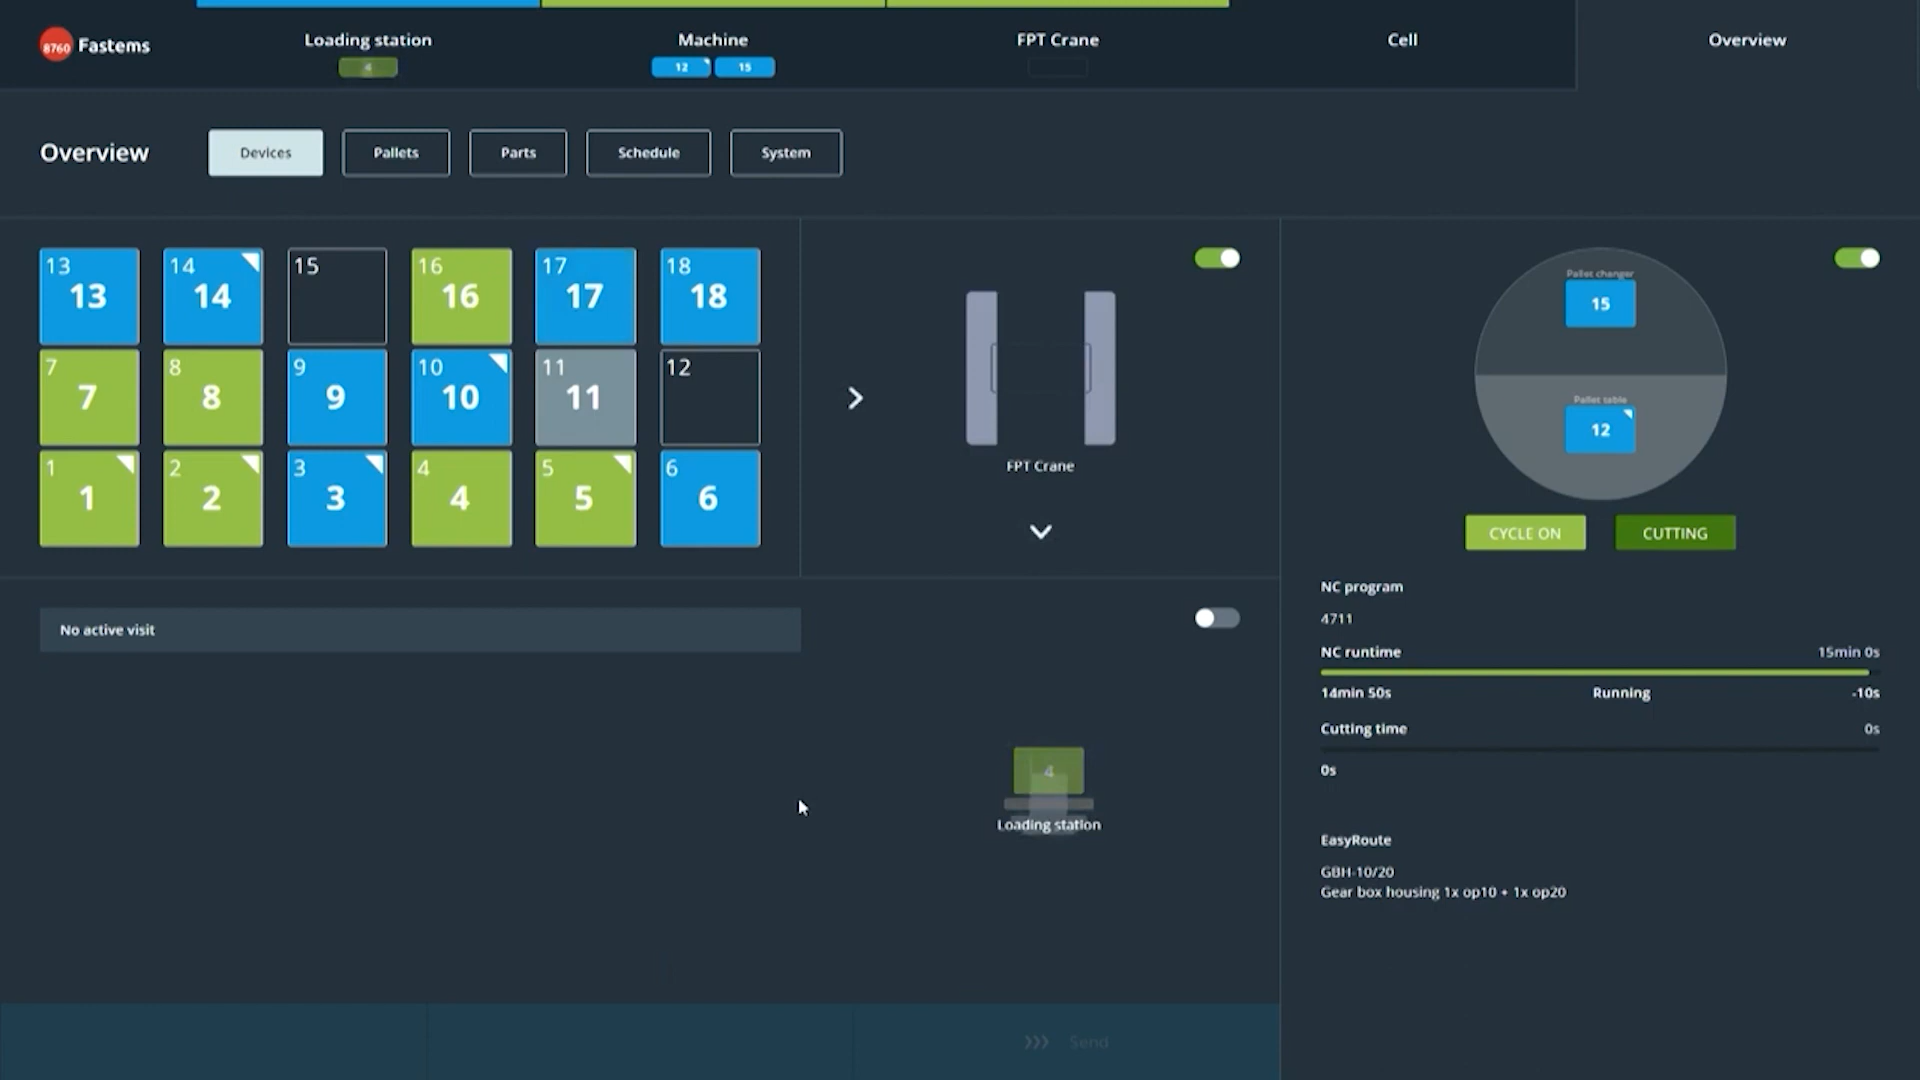 8760 Fastems
Loading station
4
Machine
12 15
FPT Crane
Cell
Overview
Overview
Devices
Pallets
Parts
Schedule
System
13 13
14 14
15
16 16
17 17
18 18
7 7
8 8
9 9
10 10
11 11
12
1 1
2 2
3 3
4 4
5 5
6 6
FPT Crane
No active visit
4
Loading station
Send
Pallet changer
15
Pallet table
12
CYCLE ON
CUTTING
NC program
4711
NC runtime 15min 0s
14min 50s Running -10s
Cutting time 0s
0s
EasyRoute
GBH-10/20
Gear box housing 1x op10 + 1x op20